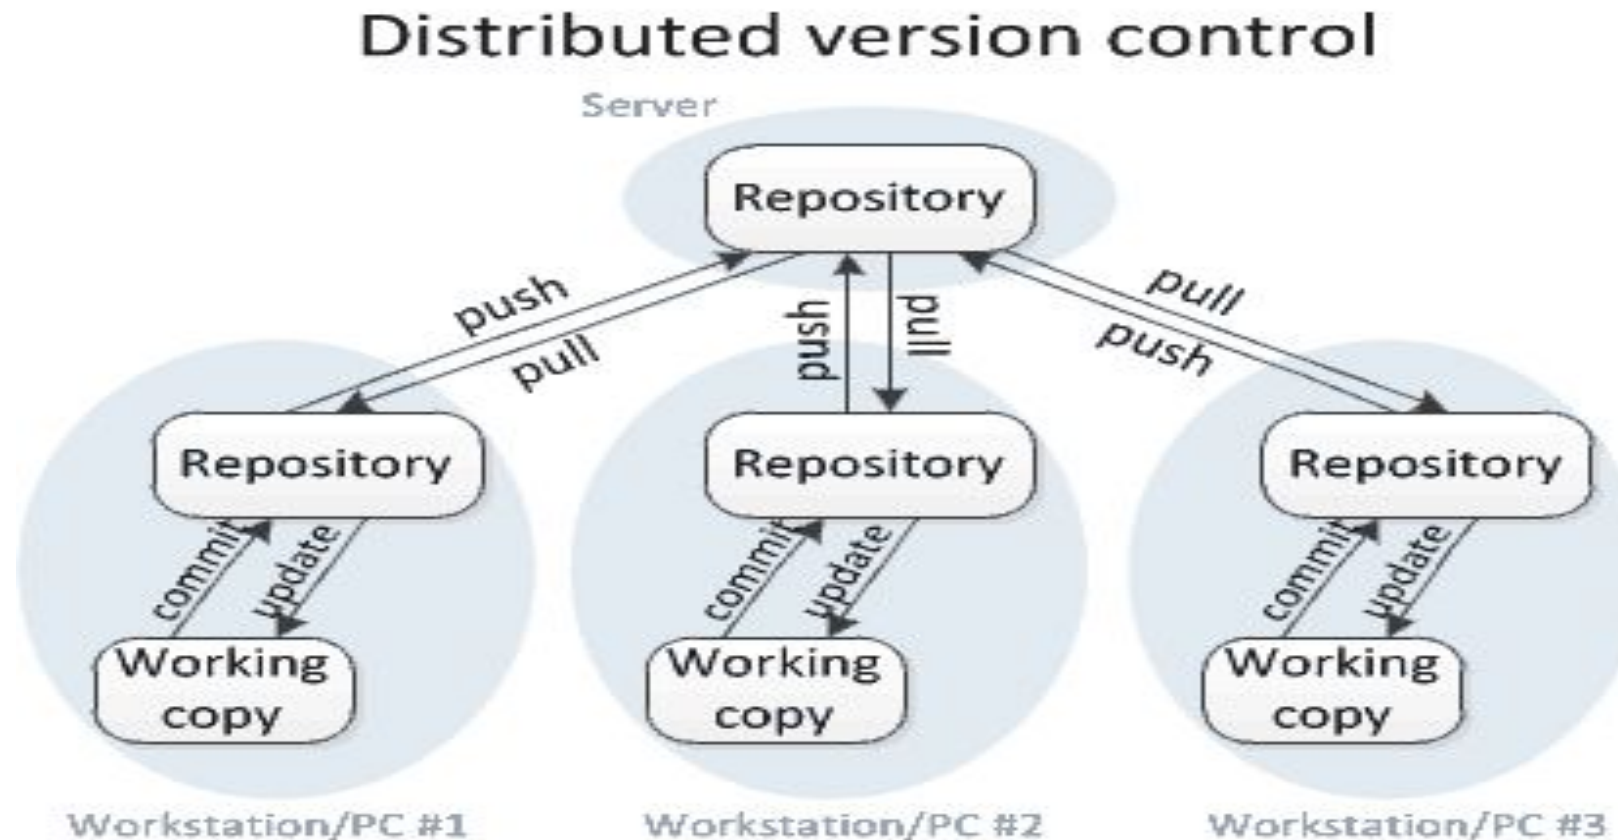 Distributed version control
Server
Repository
push
pull
push
pull
pull
push
Repository
Repository
Repository
commit
update
commit
update
commit
update
Working
copy
Working
copy
Working
copy
Workstation/PC #1
Workstation/PC #2
Workstation/PC #3